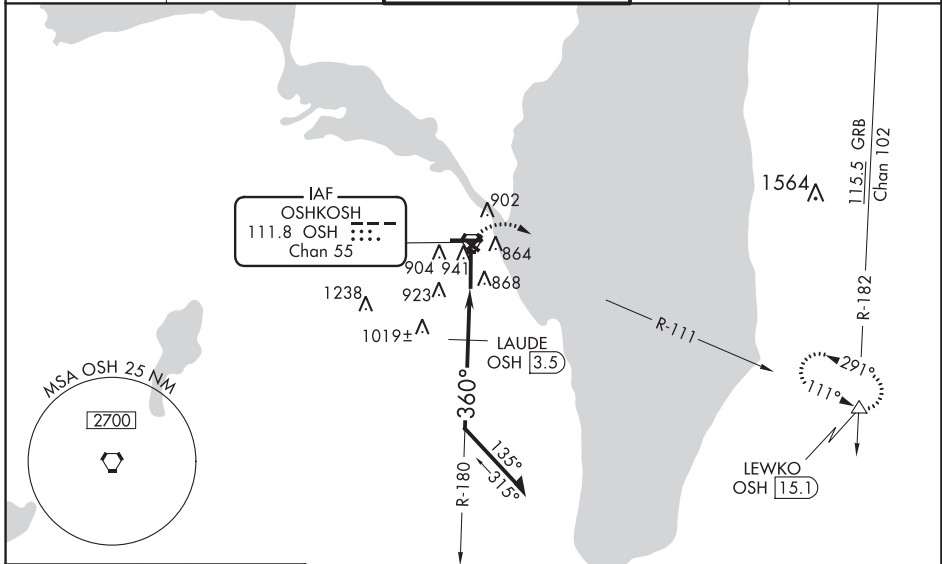 IAF
OSHKOSH
111.8 OSH
Chan 55
902
864
904 941
868
923
1238
1019±
LAUDE
OSH 3.5
360°
135°
315°
R-180
R-111
1564
115.5 GRB
Chan 102
R-182
291°
111°
LEWKO
OSH 15.1
MSA OSH 25 NM
2700